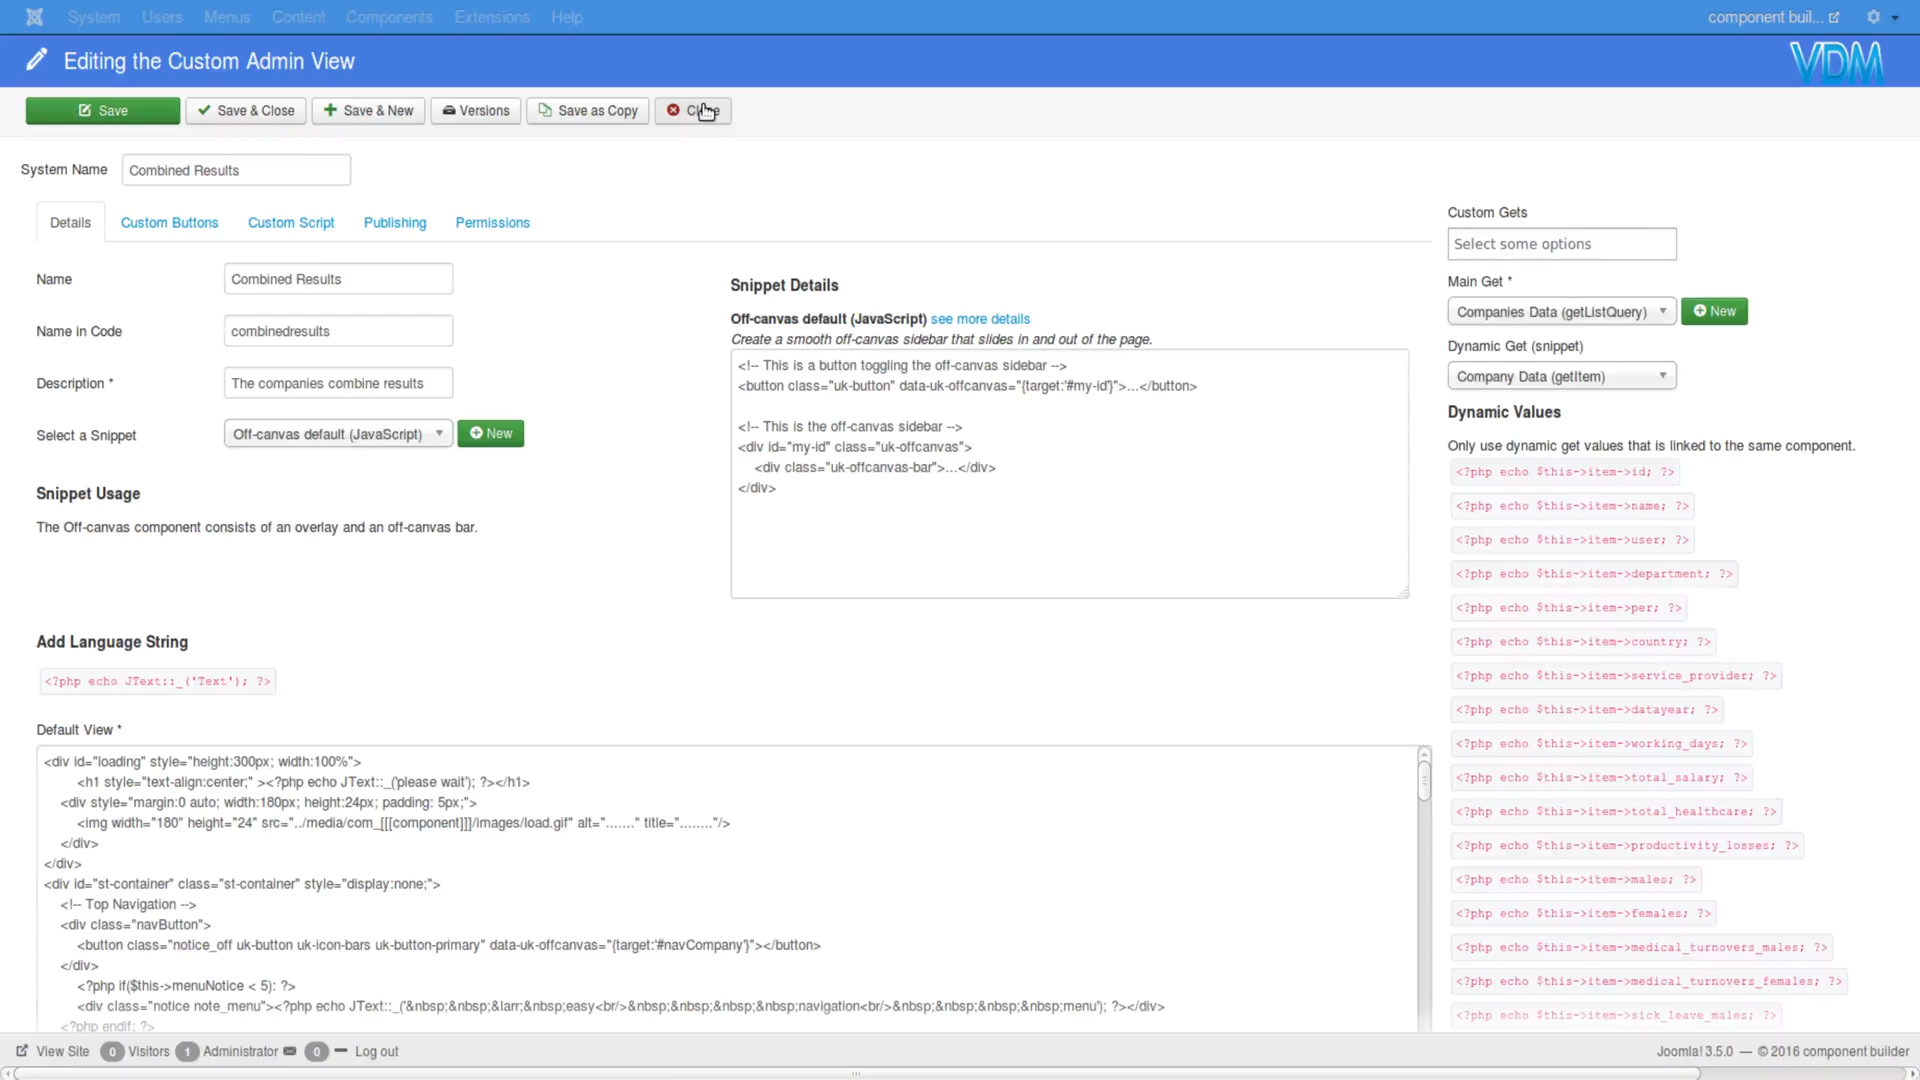 System Users Menus Content Components Extensions Help
component buil...
Editing the Custom Admin View
VDM
Save
Save & Close
Save & New
Versions
Save as Copy
System Name
Combined Results
Details
Custom Buttons
Custom Script
Publishing
Permissions
Name
Combined Results
Name in Code
combinedresults
Description *
The companies combine results
Select a Snippet
Off-canvas default (JavaScript)
New
Snippet Usage
The Off-canvas component consists of an overlay and an off-canvas bar.
Snippet Details
Off-canvas default (JavaScript) see more details
Create a smooth off-canvas sidebar that slides in and out of the page.
<!-- This is a button toggling the off-canvas sidebar -->
<button class="uk-button" data-uk-offcanvas="{target:'#my-id'}">...</button>
<!-- This is the off-canvas sidebar -->
<div id="my-id" class="uk-offcanvas">
<div class="uk-offcanvas-bar">...</div>
</div>
Add Language String
<?php echo JText::_('Text'); ?>
Default View *
<div id="loading" style="height:300px; width:100%">
<h1 style="text-align:center;" ><?php echo JText::_('please wait'); ?></h1>
<div style="margin:0 auto; width:180px; height:24px; padding: 5px;">
<img width="180" height="24" src="../media/com_[[[component]]]/images/load.gif" alt="......." title="........"/>
</div>
</div>
<div id="st-container" class="st-container" style="display:none;">
<!-- Top Navigation -->
<div class="navButton">
<button class="notice_off uk-button uk-icon-bars uk-button-primary" data-uk-offcanvas="{target:'#navCompany'}"></button>
</div>
<?php if($this->menuNotice < 5): ?>
<div class="notice note_menu"><?php echo JText::_('&nbsp;&nbsp;&larr;&nbsp;easy<br/>&nbsp;&nbsp;&nbsp;&nbsp;navigation<br/>&nbsp;&nbsp;&nbsp;&nbsp;menu'); ?></div>
<?php endif; ?>
Custom Gets
Select some options
Main Get *
Companies Data (getListQuery)
New
Dynamic Get (snippet)
Company Data (getItem)
Dynamic Values
Only use dynamic get values that is linked to the same component.
<?php echo $this->item->id; ?>
<?php echo $this->item->name; ?>
<?php echo $this->item->user; ?>
<?php echo $this->item->department; ?>
<?php echo $this->item->per; ?>
<?php echo $this->item->country; ?>
<?php echo $this->item->service_provider; ?>
<?php echo $this->item->datayear; ?>
<?php echo $this->item->working_days; ?>
<?php echo $this->item->total_salary; ?>
<?php echo $this->item->total_healthcare; ?>
<?php echo $this->item->productivity_losses; ?>
<?php echo $this->item->males; ?>
<?php echo $this->item->females; ?>
<?php echo $this->item->medical_turnovers_males; ?>
<?php echo $this->item->medical_turnovers_females; ?>
<?php echo $this->item->sick_leave_males; ?>
View Site 0 Visitors 1 Administrator 0 Log out
Joomla! 3.5.0 — © 2016 component builder